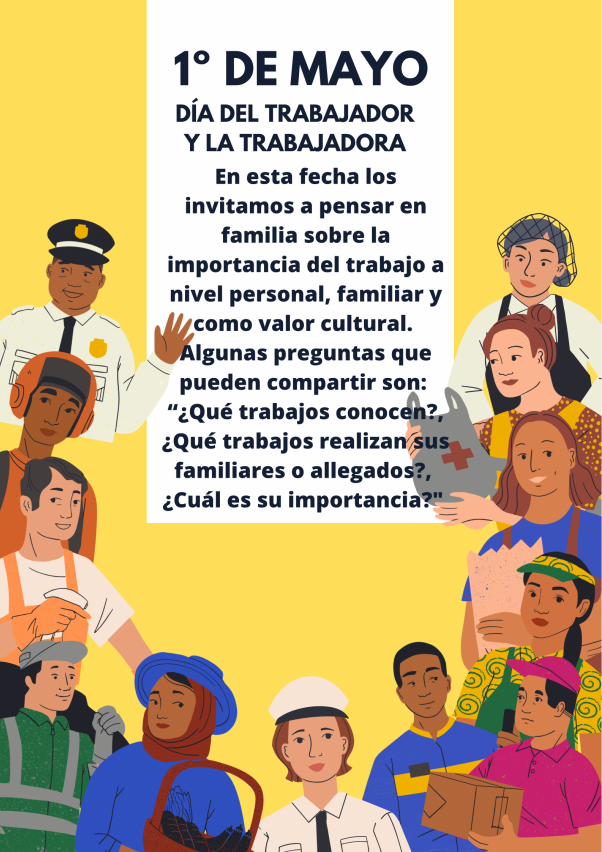 1º DE MAYO
DÍA DEL TRABAJADOR
Y LA TRABAJADORA
En esta fecha los
invitamos a pensar en
familia sobre la
importancia del trabajo a
nivel personal, familiar y
como valor cultural.
Algunas preguntas que
pueden compartir son:
“¿Qué trabajos conocen?,
¿Qué trabajos realizan sus
familiares o allegados?,
¿Cuál es su importancia?"